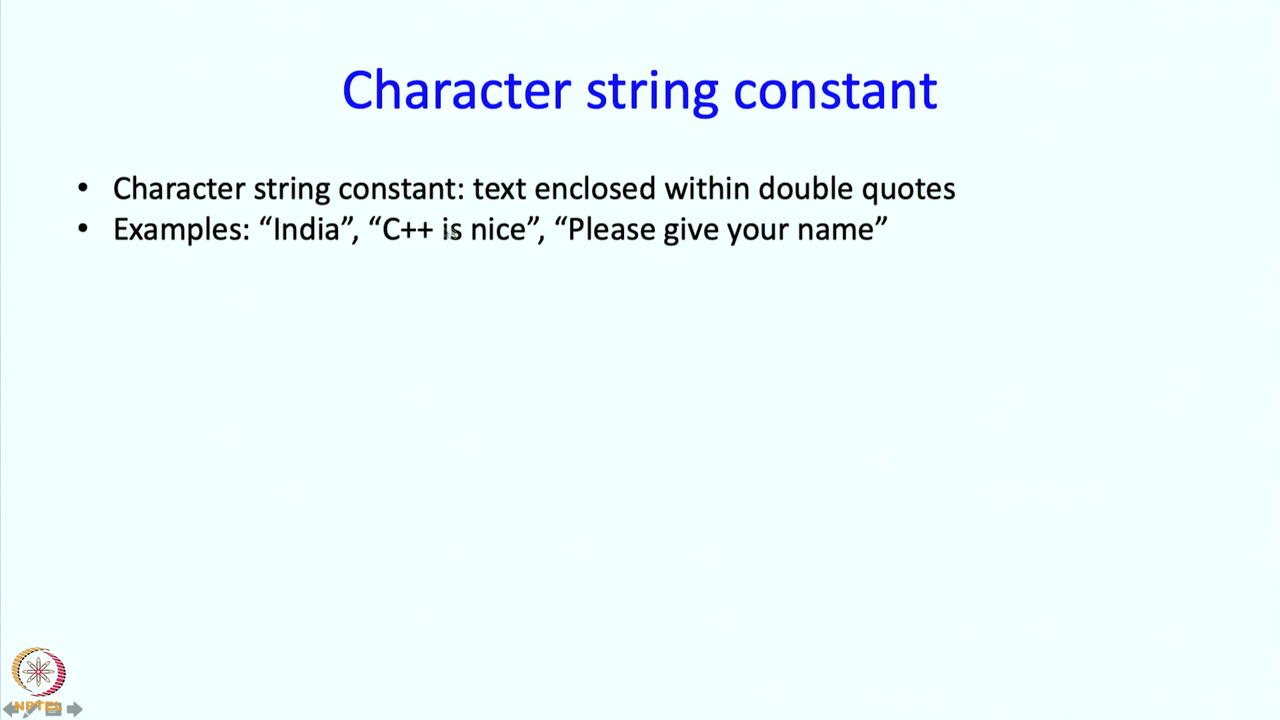 Character string constant
• Character string constant: text enclosed within double quotes
• Examples: “India”, “C++ is nice”, “Please give your name”
NPTEL